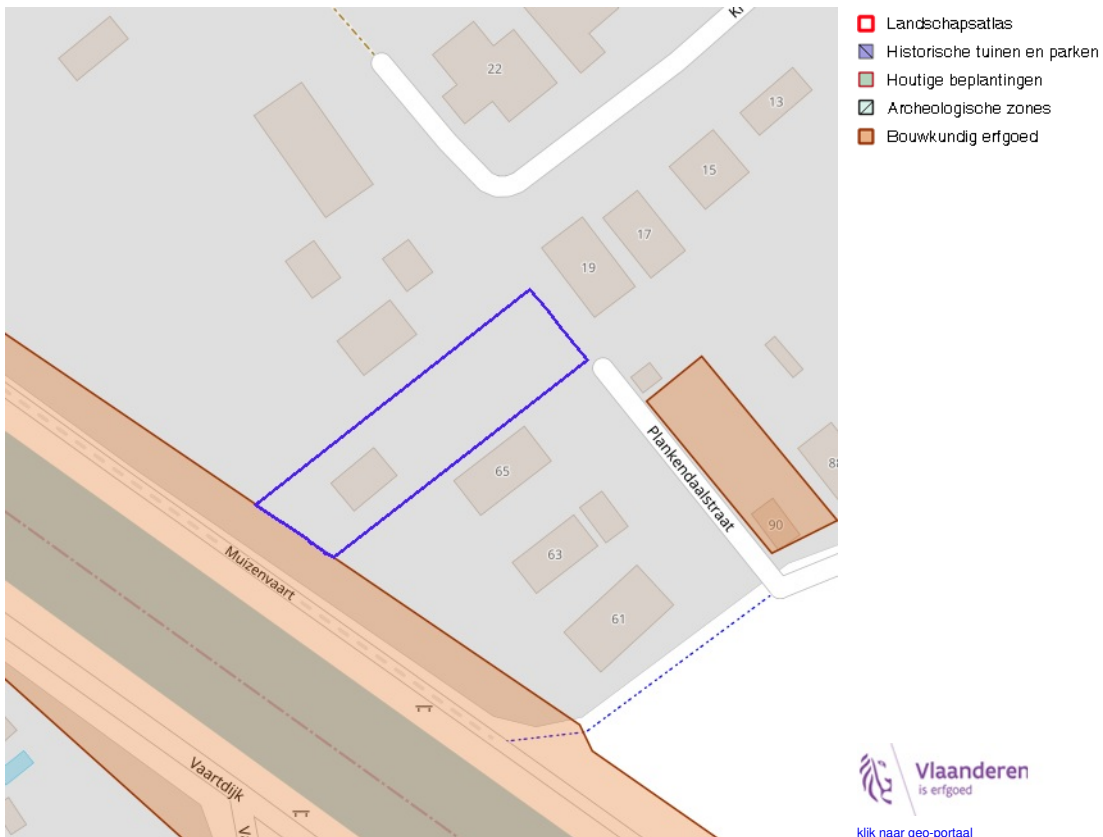 22
13
15
17
19
65
63
61
90
Plankendaalstraat
Muizenvaart
Vaartdijk
Landschapsatlas
Historische tuinen en parken
Houtige beplantingen
Archeologische zones
Bouwkundig erfgoed
Vlaanderen
is erfgoed
klik naar geo-portaal